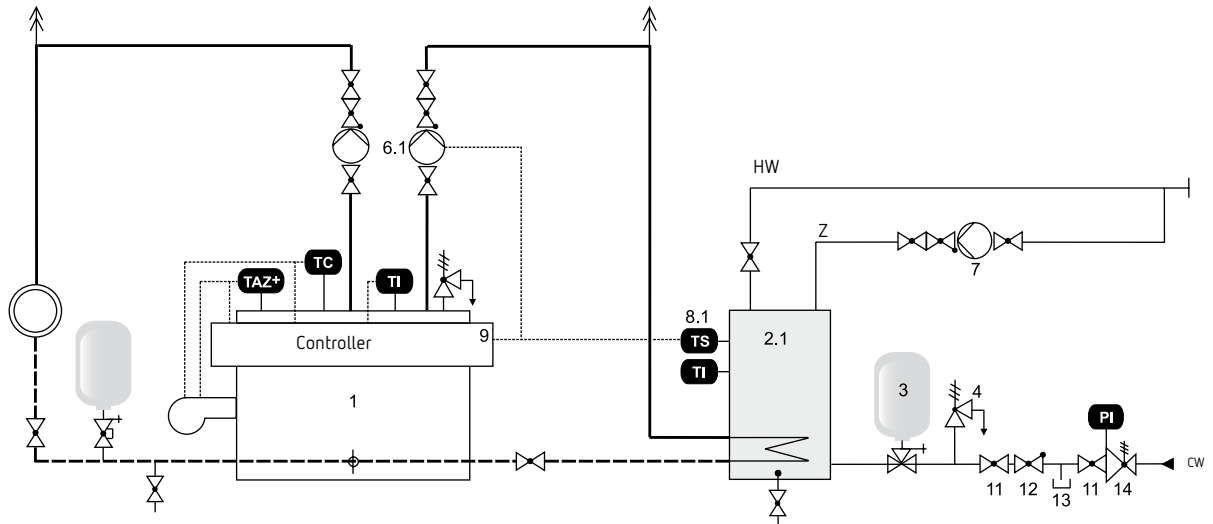 6.1
HW
Z
7
TC
TAZ+
TI
8.1
Controller
9
TS
2.1
TI
1
3
4
PI
CW
11
12
13
11
14